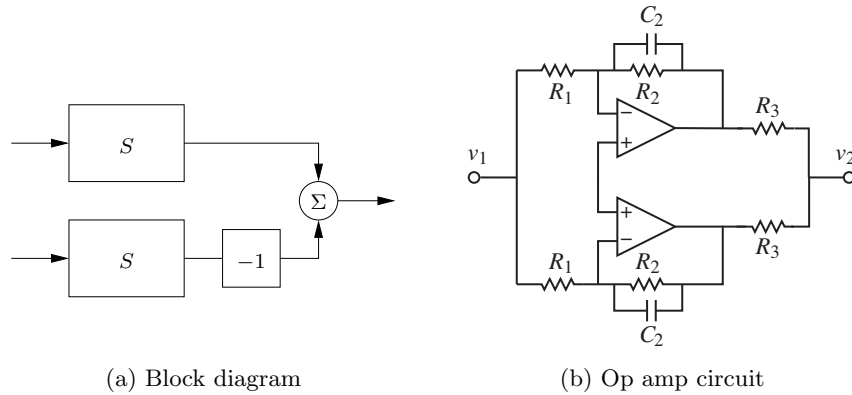 S
S
−1
Σ
(a) Block diagram
C₂
R₁
R₂
R₃
−
+
v₁
v₂
+
−
R₃
R₁
R₂
C₂
(b) Op amp circuit